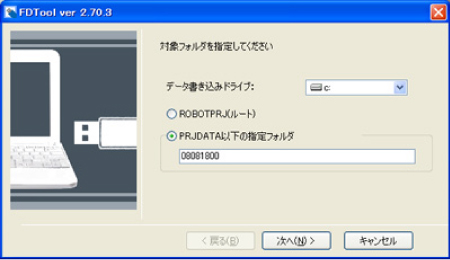 FDTool ver 2.70.3
対象フォルダを指定してください
データ書き込みドライブ: c:
ROBOTPRJ(ルート)
PRJDATA以下の指定フォルダ
08081800
< 戻る(B) 次へ(N) > キャンセル